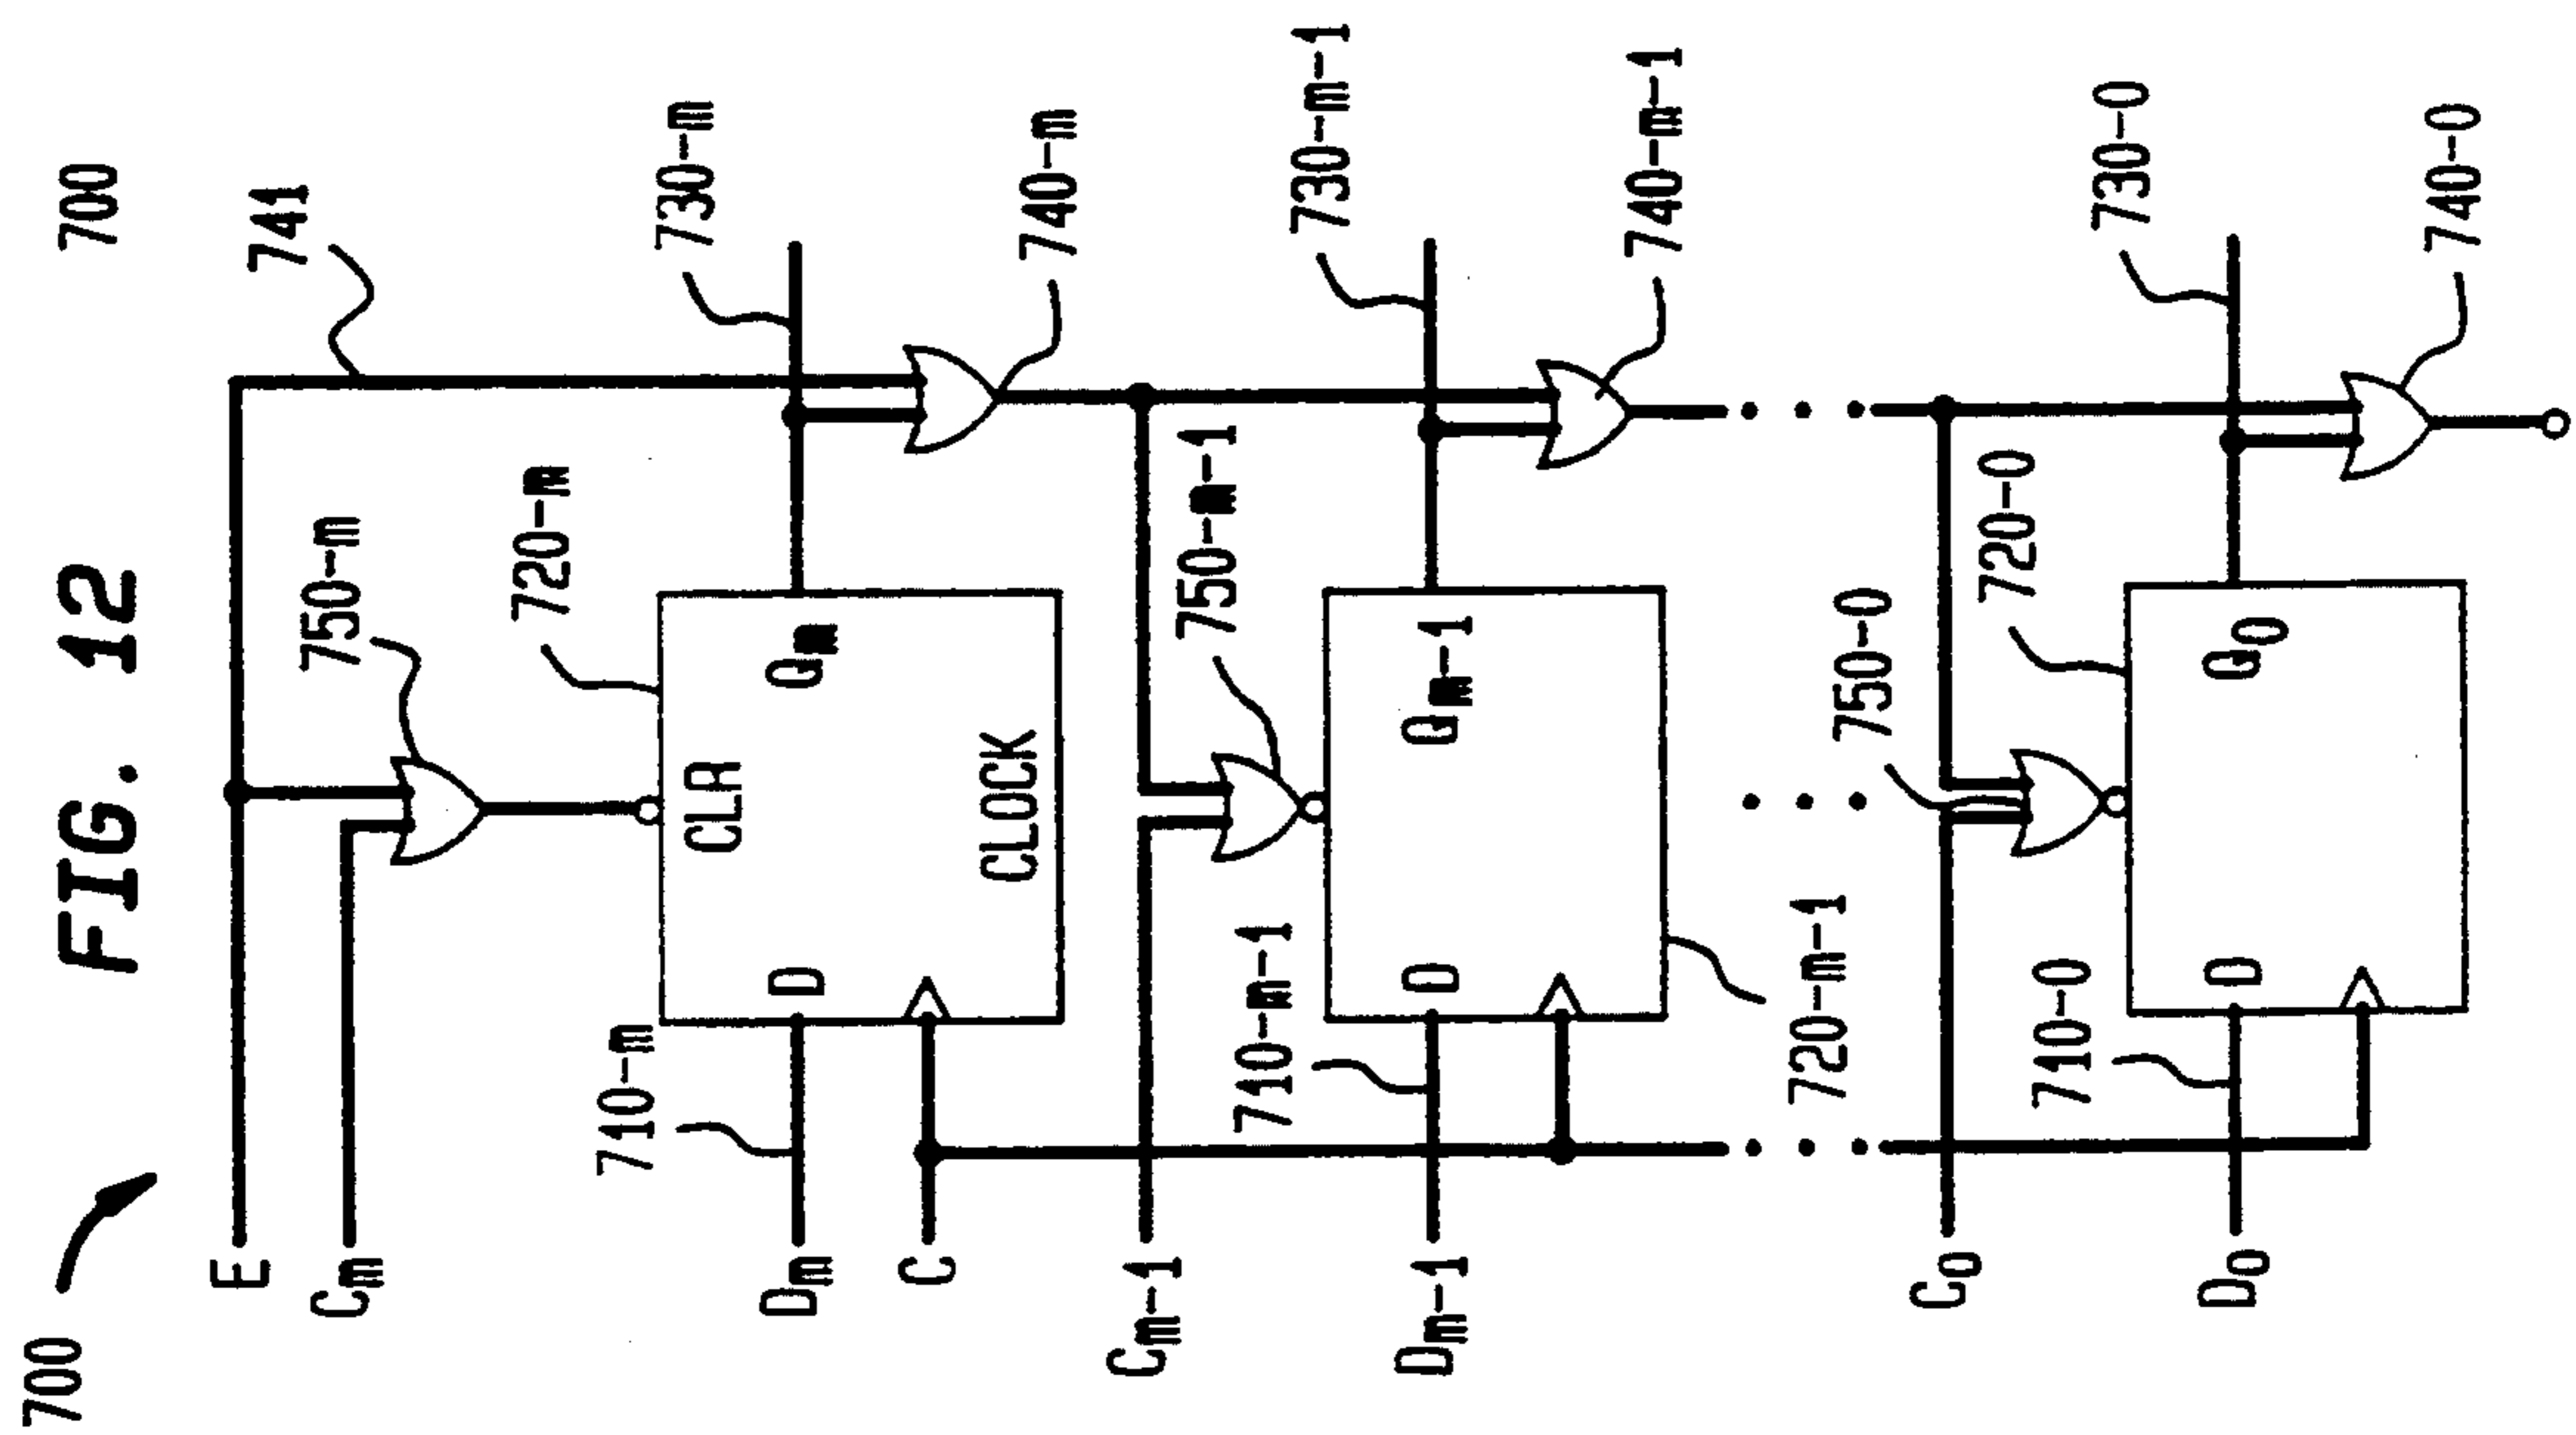 FIG. 12
700
700
E
741
750-m
Cm
720-m
730-m
CLR
710-m
Dm
D
Qm
C
CLOCK
740-m
Cm-1
750-m-1
710-m-1
730-m-1
Dm-1
D
Qm-1
740-m-1
720-m-1
750-0
C0
720-0
710-0
730-0
D0
D
Q0
740-0